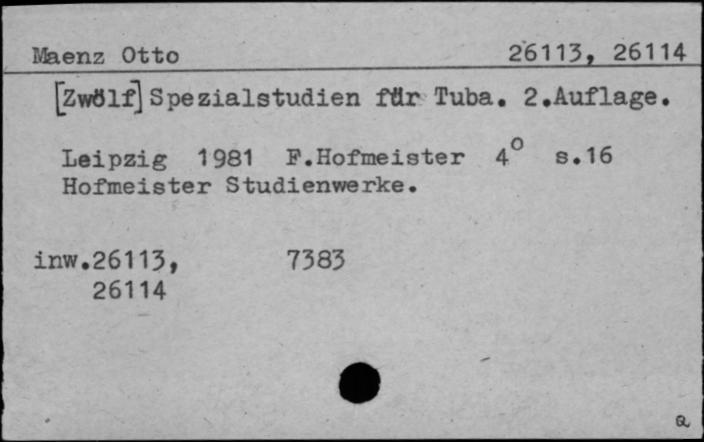 Maenz Otto 26113, 26114
[Zwölf] Spezialstudien für Tuba. 2.Auflage.
Leipzig 1981 F.Hofmeister 4° s.16
Hofmeister Studienwerke.
inw.26113, 7383
26114